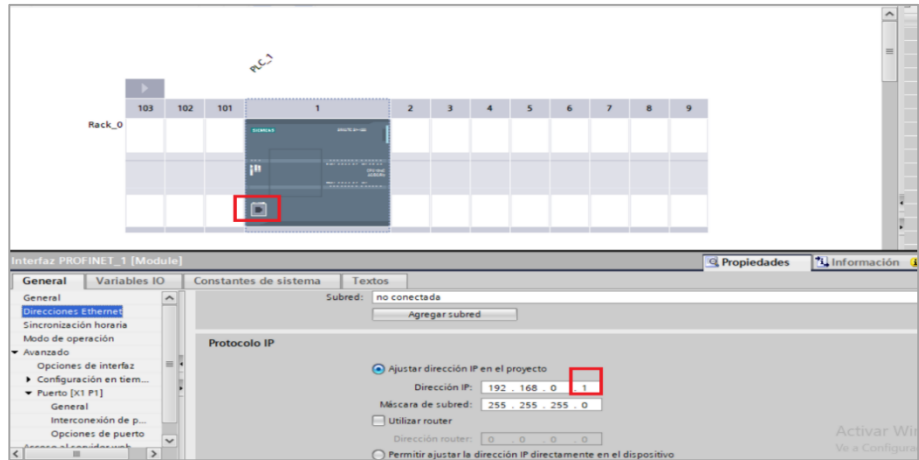 PLC_1
103 102 101 1 2 3 4 5 6 7 8 9
Rack_0
SIEMENS
Interfaz PROFINET_1 [Module]
Propiedades Información
General Variables IO Constantes de sistema Textos
General
Direcciones Ethernet
Sincronización horaria
Modo de operación
Avanzado
Opciones de interfaz
Configuración en tiem...
Puerto [X1 P1]
General
Interconexión de p...
Opciones de puerto
Acceso al servidor web
Subred: no conectada
Agregar subred
Protocolo IP
Ajustar dirección IP en el proyecto
Dirección IP: 192 . 168 . 0 . 1
Máscara de subred: 255 . 255 . 255 . 0
Utilizar router
Dirección router: 0 . 0 . 0 . 0
Permitir ajustar la dirección IP directamente en el dispositivo
Activar Wi
Ve a Configura